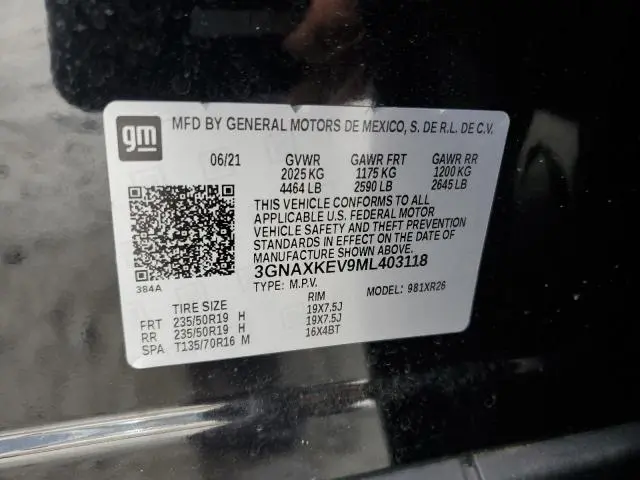 gm
MFD BY GENERAL MOTORS DE MEXICO, S. DE R.L. DE C.V.
06/21 GVWR GAWR FRT GAWR RR
2025 KG 1175 KG 1200 KG
4464 LB 2590 LB 2645 LB
THIS VEHICLE CONFORMS TO ALL
APPLICABLE U.S. FEDERAL MOTOR
VEHICLE SAFETY AND THEFT PREVENTION
STANDARDS IN EFFECT ON THE DATE OF
MANUFACTURE SHOWN ABOVE.
3GNAXKEV9ML403118
384A
TYPE: M.P.V. MODEL: 981XR26
TIRE SIZE RIM
FRT 235/50R19 H 19X7.5J
RR 235/50R19 H 19X7.5J
SPA T135/70R16 M 16X4BT